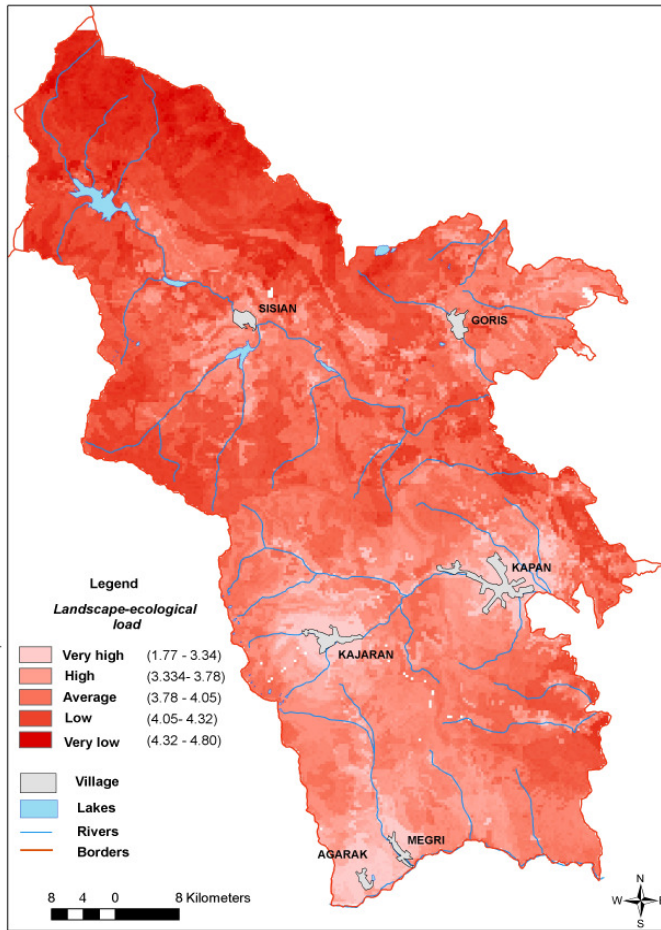 SISIAN
GORIS
KAPAN
KAJARAN
MEGRI
AGARAK
Legend
Landscape-ecological
load
Very high (1.77 - 3.34)
High (3.334- 3.78)
Average (3.78 - 4.05)
Low (4.05- 4.32)
Very low (4.32 - 4.80)
Village
Lakes
Rivers
Borders
8 4 0 8 Kilometers
N
W E
S